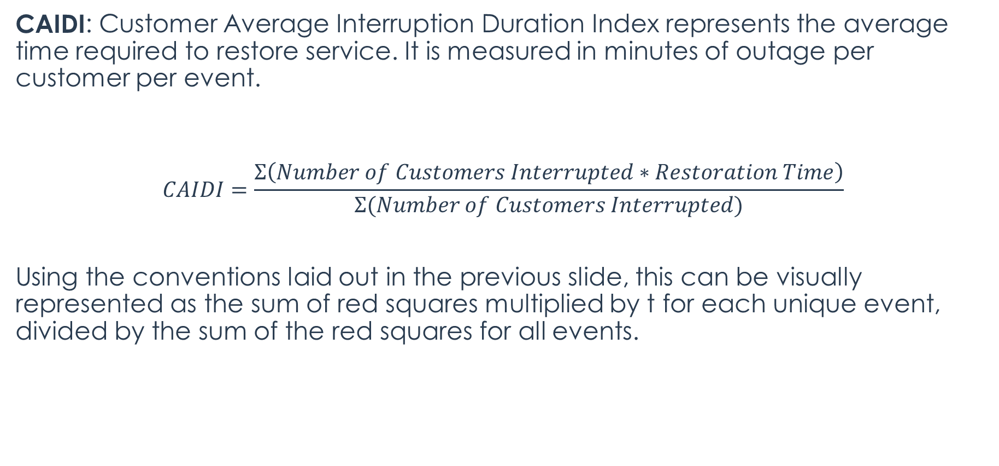 CAIDI: Customer Average Interruption Duration Index represents the average
time required to restore service. It is measured in minutes of outage per
customer per event.
CAIDI = Σ(Number of Customers Interrupted * Restoration Time)
Σ(Number of Customers Interrupted)
Using the conventions laid out in the previous slide, this can be visually
represented as the sum of red squares multiplied by t for each unique event,
divided by the sum of the red squares for all events.